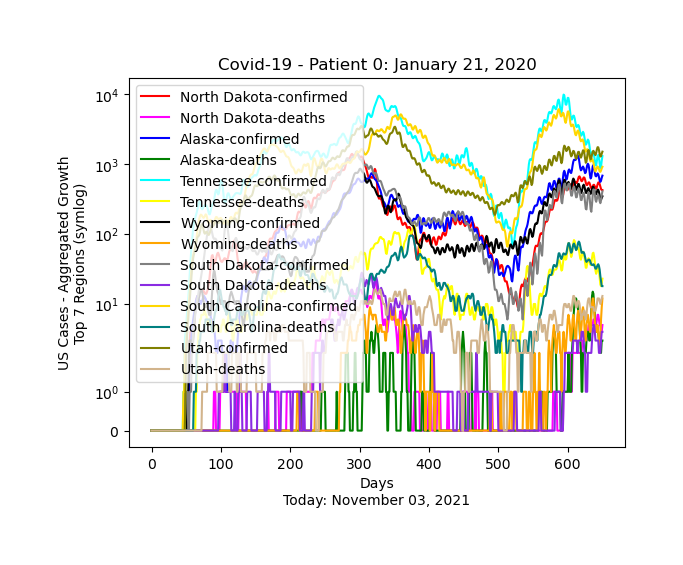 Covid-19 - Patient 0: January 21, 2020
US Cases - Aggregated Growth
Top 7 Regions (symlog)
10⁴
10³
10²
10¹
10⁰
0
North Dakota-confirmed
North Dakota-deaths
Alaska-confirmed
Alaska-deaths
Tennessee-confirmed
Tennessee-deaths
Wyoming-confirmed
Wyoming-deaths
South Dakota-confirmed
South Dakota-deaths
South Carolina-confirmed
South Carolina-deaths
Utah-confirmed
Utah-deaths
0 100 200 300 400 500 600
Days
Today: November 03, 2021